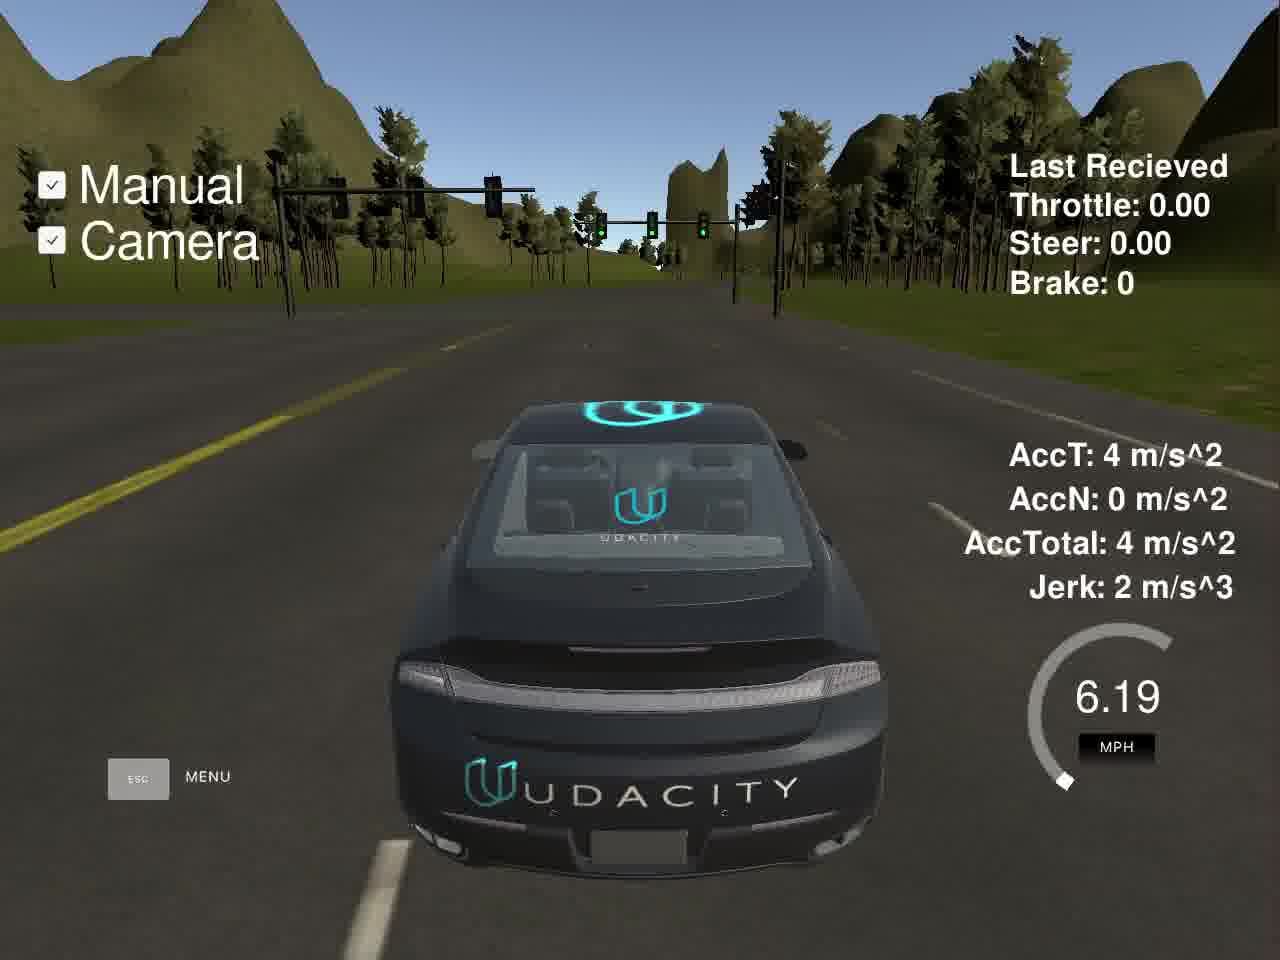 Manual
Camera
Last Recieved
Throttle: 0.00
Steer: 0.00
Brake: 0
AccT: 4 m/s^2
AccN: 0 m/s^2
AccTotal: 4 m/s^2
Jerk: 2 m/s^3
UDACITY
6.19
MPH
ESC MENU
UDACITY